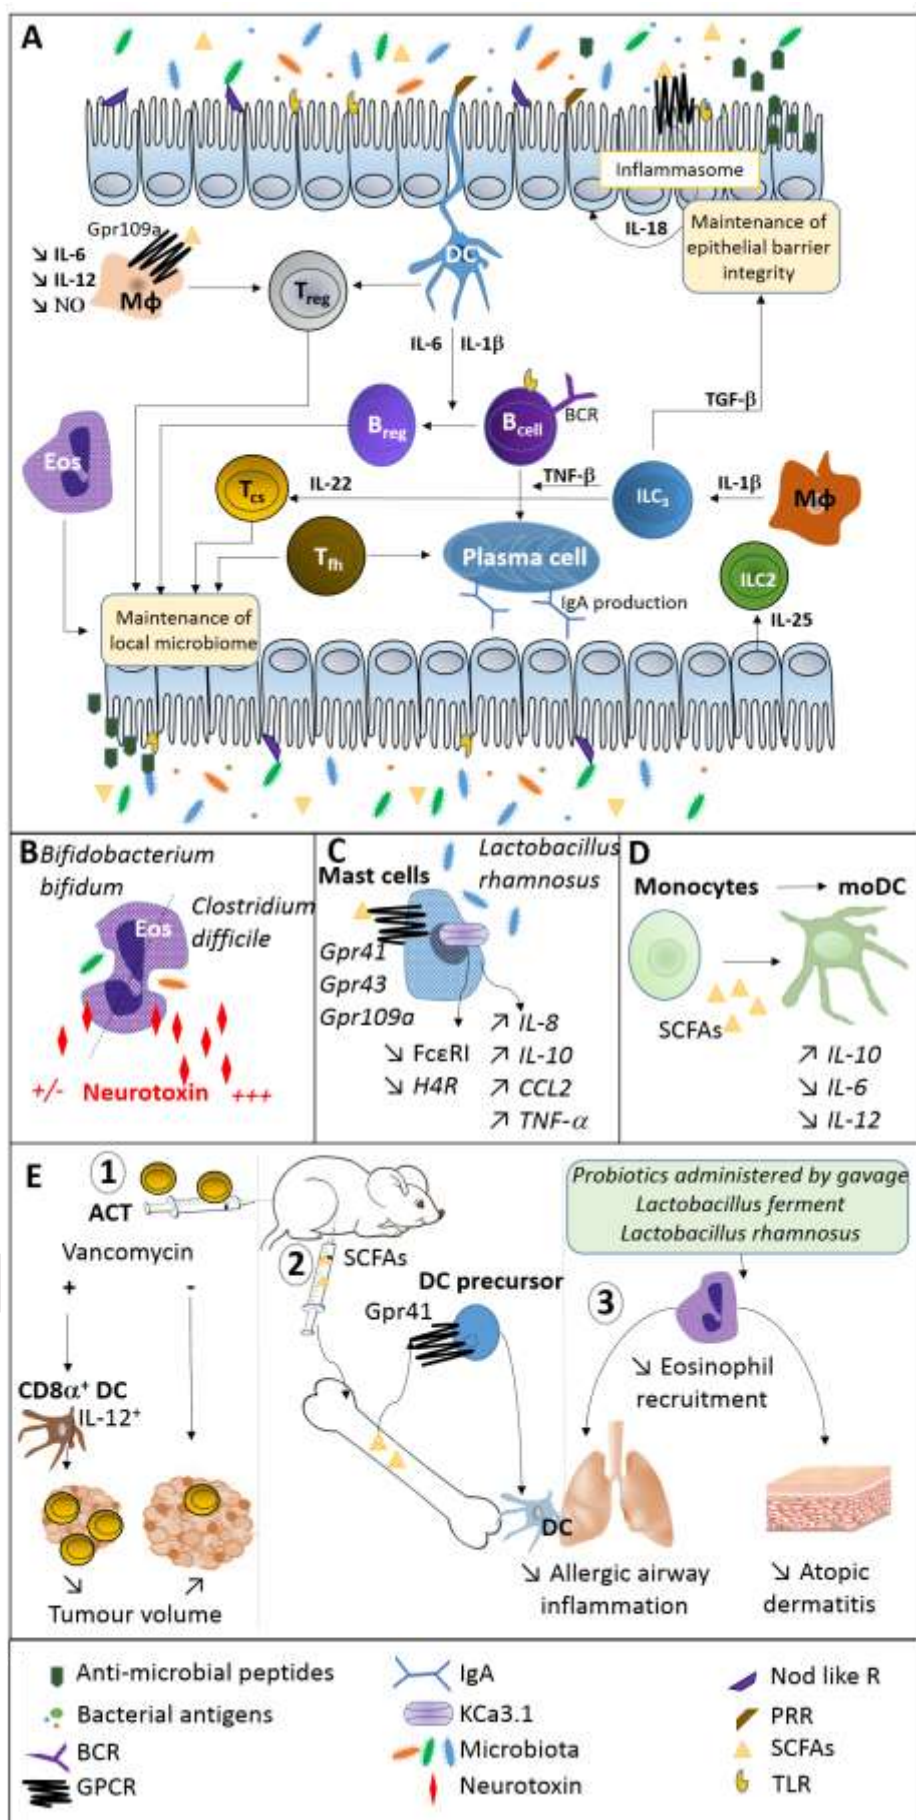 A
Inflammasome
Gpr109a
↘ IL-6
↘ IL-12
↘ NO
Mϕ
Treg
DC
IL-18
Maintenance of
epithelial barrier
integrity
IL-6 IL-1β
TGF-β
Eos
Breg
Bcell
BCR
Tcs
IL-22
TNF-β
ILC3
IL-1β
Mϕ
Tfh
Plasma cell
ILC2
IgA production
IL-25
Maintenance of
local microbiome
B
Bifidobacterium
bifidum
Eos
Clostridium
difficile
+/- Neurotoxin +++
C
Lactobacillus
rhamnosus
Mast cells
Gpr41
Gpr43
Gpr109a
↘ FcεRI
↘ H4R
↗ IL-8
↗ IL-10
↗ CCL2
↗ TNF-α
D
Monocytes
moDC
SCFAs
↗ IL-10
↘ IL-6
↘ IL-12
E
1
ACT
Vancomycin
+ -
CD8α+ DC
IL-12+
↘ ↗
Tumour volume
2
SCFAs
DC precursor
Gpr41
DC
Probiotics administered by gavage
Lactobacillus ferment
Lactobacillus rhamnosus
3
↘ Eosinophil
recruitment
↘ Allergic airway
inflammation
↘ Atopic
dermatitis
Anti-microbial peptides
Bacterial antigens
BCR
GPCR
IgA
KCa3.1
Microbiota
Neurotoxin
Nod like R
PRR
SCFAs
TLR